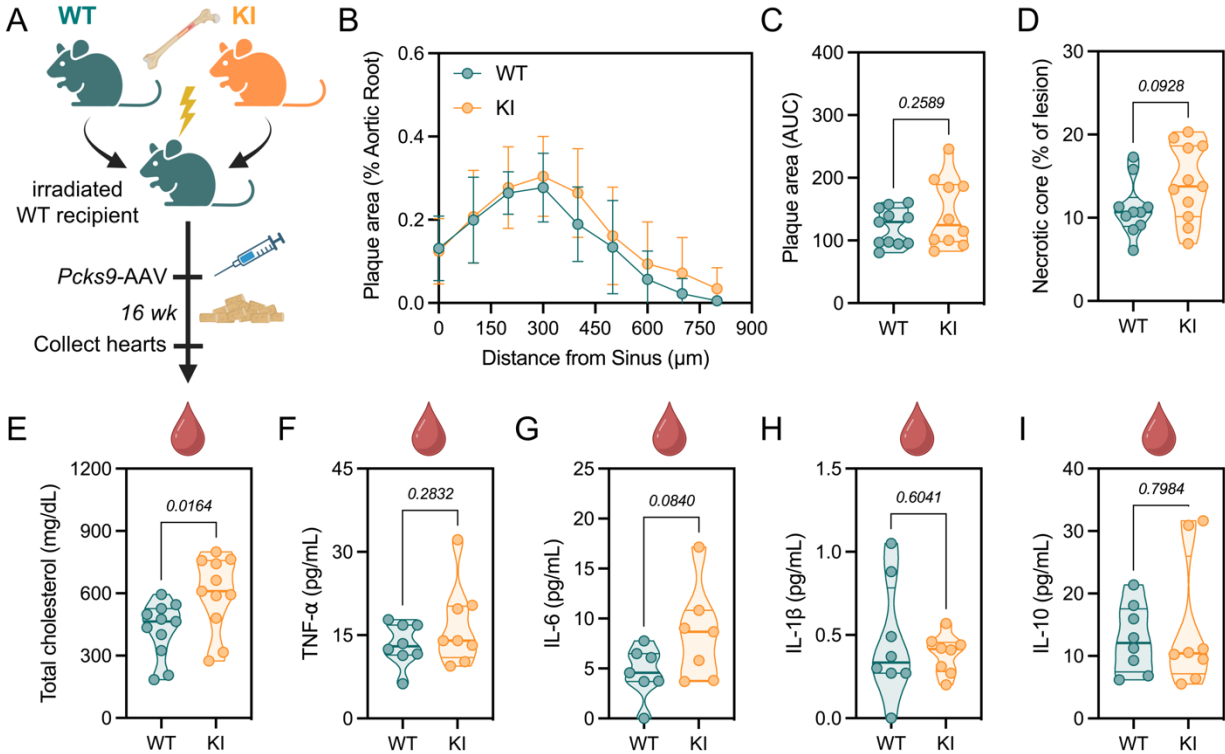 A
WT
KI
irradiated
WT recipient
Pcks9-AAV
16 wk
Collect hearts
B
Plaque area (% Aortic Root)
0.6
0.4
0.2
0.0
WT
KI
0
150
300
450
600
750
900
Distance from Sinus (µm)
C
Plaque area (AUC)
400
300
200
100
0
0.2589
WT
KI
D
Necrotic core (% of lesion)
30
20
10
0
0.0928
WT
KI
E
Total cholesterol (mg/dL)
1200
900
600
300
0
0.0164
WT
KI
F
TNF-α (pg/mL)
45
30
15
0
0.2832
WT
KI
G
IL-6 (pg/mL)
25
20
15
10
5
0
0.0840
WT
KI
H
IL-1β (pg/mL)
1.5
1.0
0.5
0.0
0.6041
WT
KI
I
IL-10 (pg/mL)
40
30
20
10
0
0.7984
WT
KI